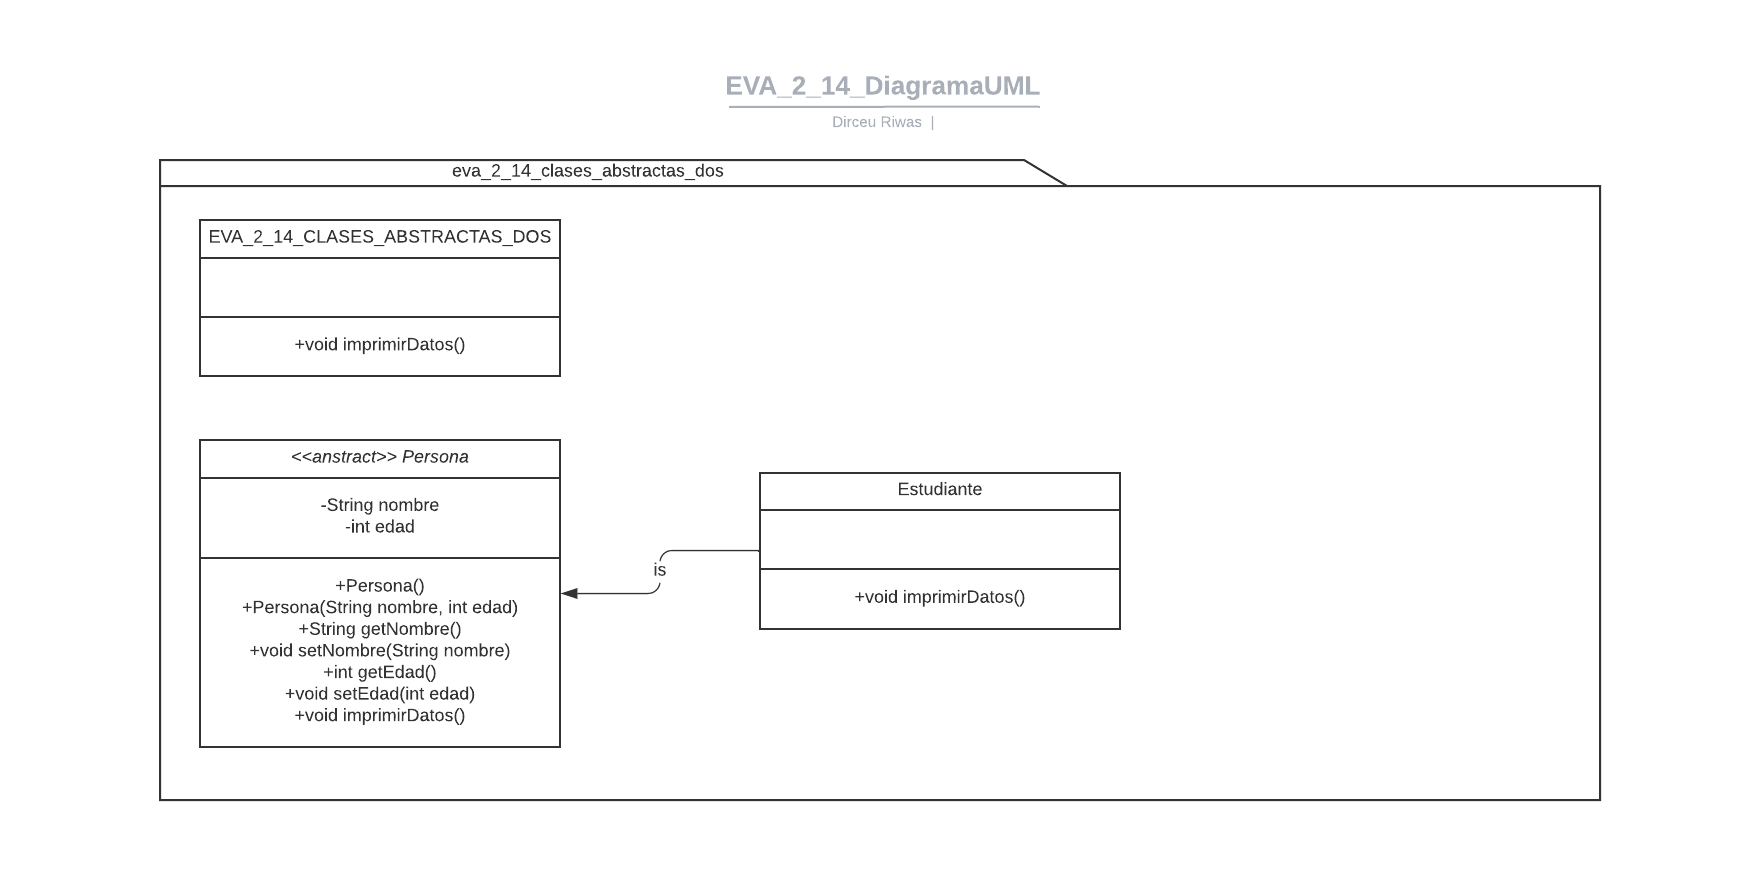 EVA_2_14_DiagramaUML
Dirceu Riwas |
eva_2_14_clases_abstractas_dos
EVA_2_14_CLASES_ABSTRACTAS_DOS
+void imprimirDatos()
<<anstract>> Persona
-String nombre
-int edad
+Persona()
+Persona(String nombre, int edad)
+String getNombre()
+void setNombre(String nombre)
+int getEdad()
+void setEdad(int edad)
+void imprimirDatos()
is
Estudiante
+void imprimirDatos()